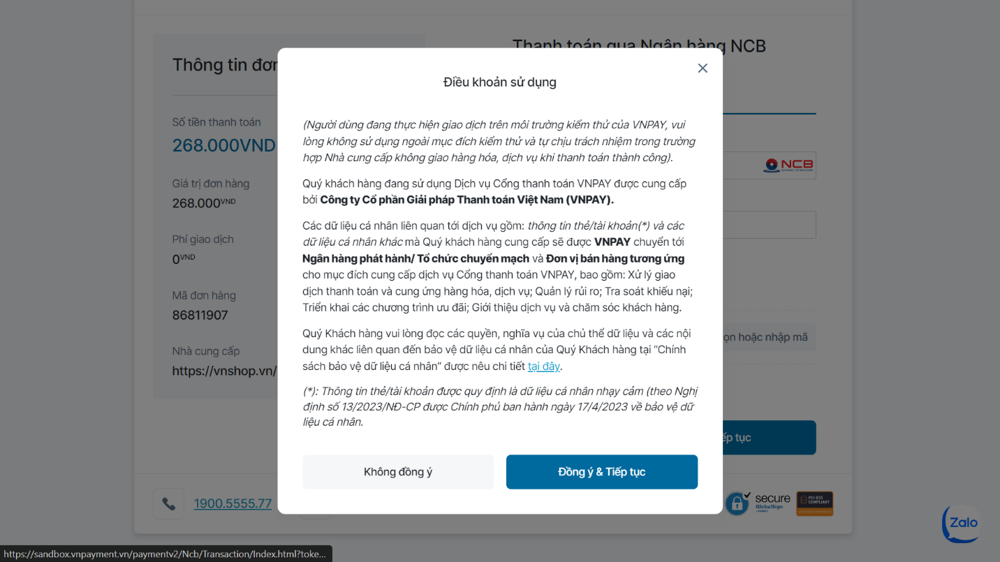 Thanh toán qua Ngân hàng NCB
Thông tin đơn
Số tiền thanh toán
268.000VND
Giá trị đơn hàng
268.000VND
Phí giao dịch
0VND
Mã đơn hàng
86811907
Nhà cung cấp
https://vnshop.vn/
Điều khoản sử dụng
(Người dùng đang thực hiện giao dịch trên môi trường kiểm thử của VNPAY, vui
lòng không sử dụng ngoài mục đích kiểm thử và tự chịu trách nhiệm trong trường
hợp Nhà cung cấp không giao hàng hóa, dịch vụ khi thanh toán thành công).
Quý khách hàng đang sử dụng Dịch vụ Cổng thanh toán VNPAY được cung cấp
bởi Công ty Cổ phần Giải pháp Thanh toán Việt Nam (VNPAY).
Các dữ liệu cá nhân liên quan tới dịch vụ gồm: thông tin thẻ/tài khoản(*) và các
dữ liệu cá nhân khác mà Quý khách hàng cung cấp sẽ được VNPAY chuyển tới
Ngân hàng phát hành/ Tổ chức chuyển mạch và Đơn vị bán hàng tương ứng
cho mục đích cung cấp dịch vụ Cổng thanh toán VNPAY, bao gồm: Xử lý giao
dịch thanh toán và cung ứng hàng hóa, dịch vụ; Quản lý rủi ro; Tra soát khiếu nại;
Triển khai các chương trình ưu đãi; Giới thiệu dịch vụ và chăm sóc khách hàng.
Quý Khách hàng vui lòng đọc các quyền, nghĩa vụ của chủ thể dữ liệu và các nội
dung khác liên quan đến bảo vệ dữ liệu cá nhân của Quý Khách hàng tại “Chính
sách bảo vệ dữ liệu cá nhân” được nêu chi tiết tại đây.
(*): Thông tin thẻ/tài khoản được quy định là dữ liệu cá nhân nhạy cảm (theo Nghị
định số 13/2023/NĐ-CP được Chính phủ ban hành ngày 17/4/2023 về bảo vệ dữ
liệu cá nhân.
Không đồng ý
Đồng ý & Tiếp tục
NCB
ọn hoặc nhập mã
ếp tục
1900.5555.77
secure
GlobalSign
PCI DSS
COMPLIANT
Zalo
https://sandbox.vnpayment.vn/paymentv2/Ncb/Transaction/Index.html?toke...